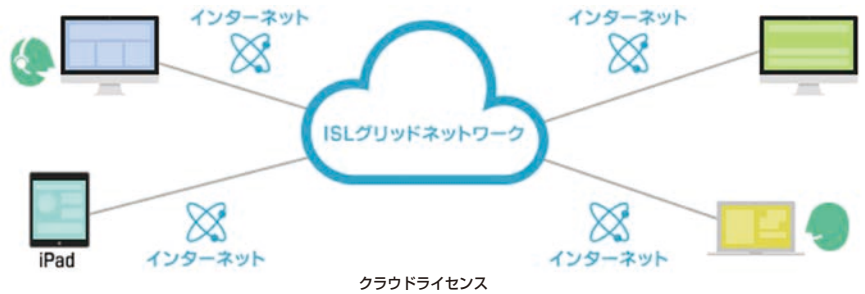 インターネット
インターネット
ISLグリッドネットワーク
iPad
インターネット
インターネット
クラウドライセンス